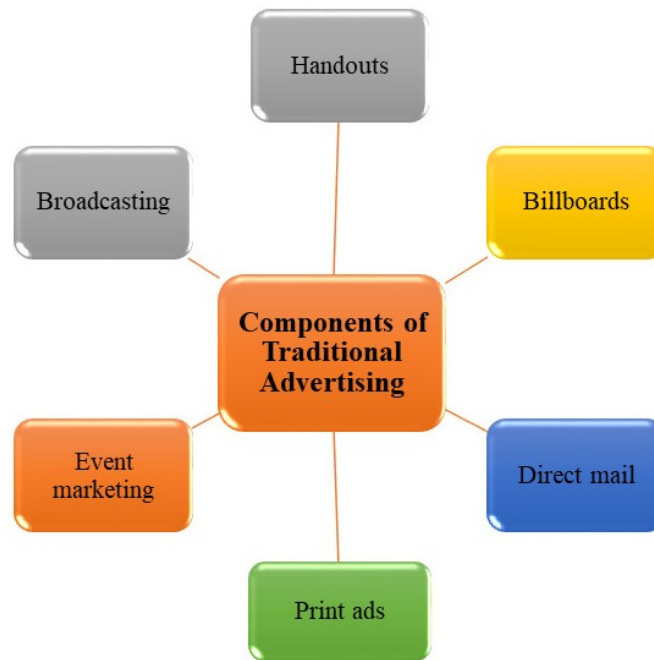 Handouts
Broadcasting
Billboards
Components of
Traditional
Advertising
Event
marketing
Direct mail
Print ads